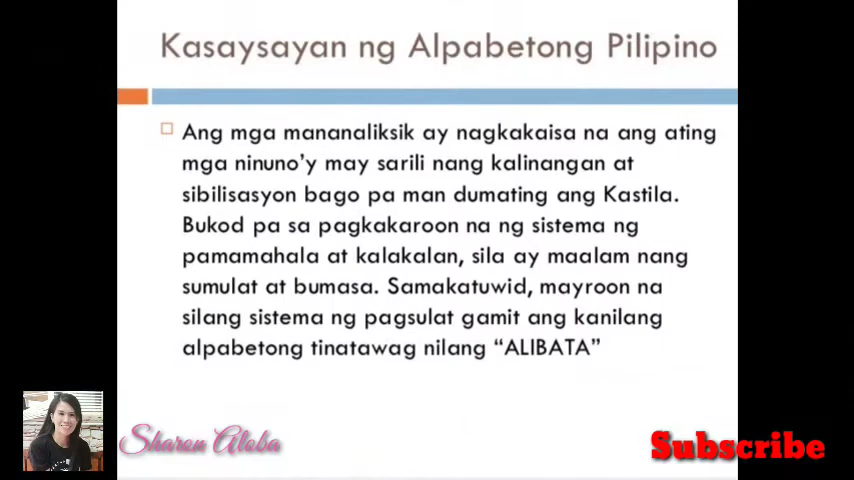 Kasaysayan ng Alpabetong Pilipino
Ang mga mananaliksik ay nagkakaisa na ang ating
mga ninuno'y may sarili nang kalinangan at
sibilisasyon bago pa man dumating ang Kastila.
Bukod pa sa pagkakaroon na ng sistema ng
pamamahala at kalakalan, sila ay maalam nang
sumulat at bumasa. Samakatuwid, mayroon na
silang sistema ng pagsulat gamit ang kanilang
alpabetong tinatawag nilang “ALIBATA”
Sharon Aloba
Subscribe